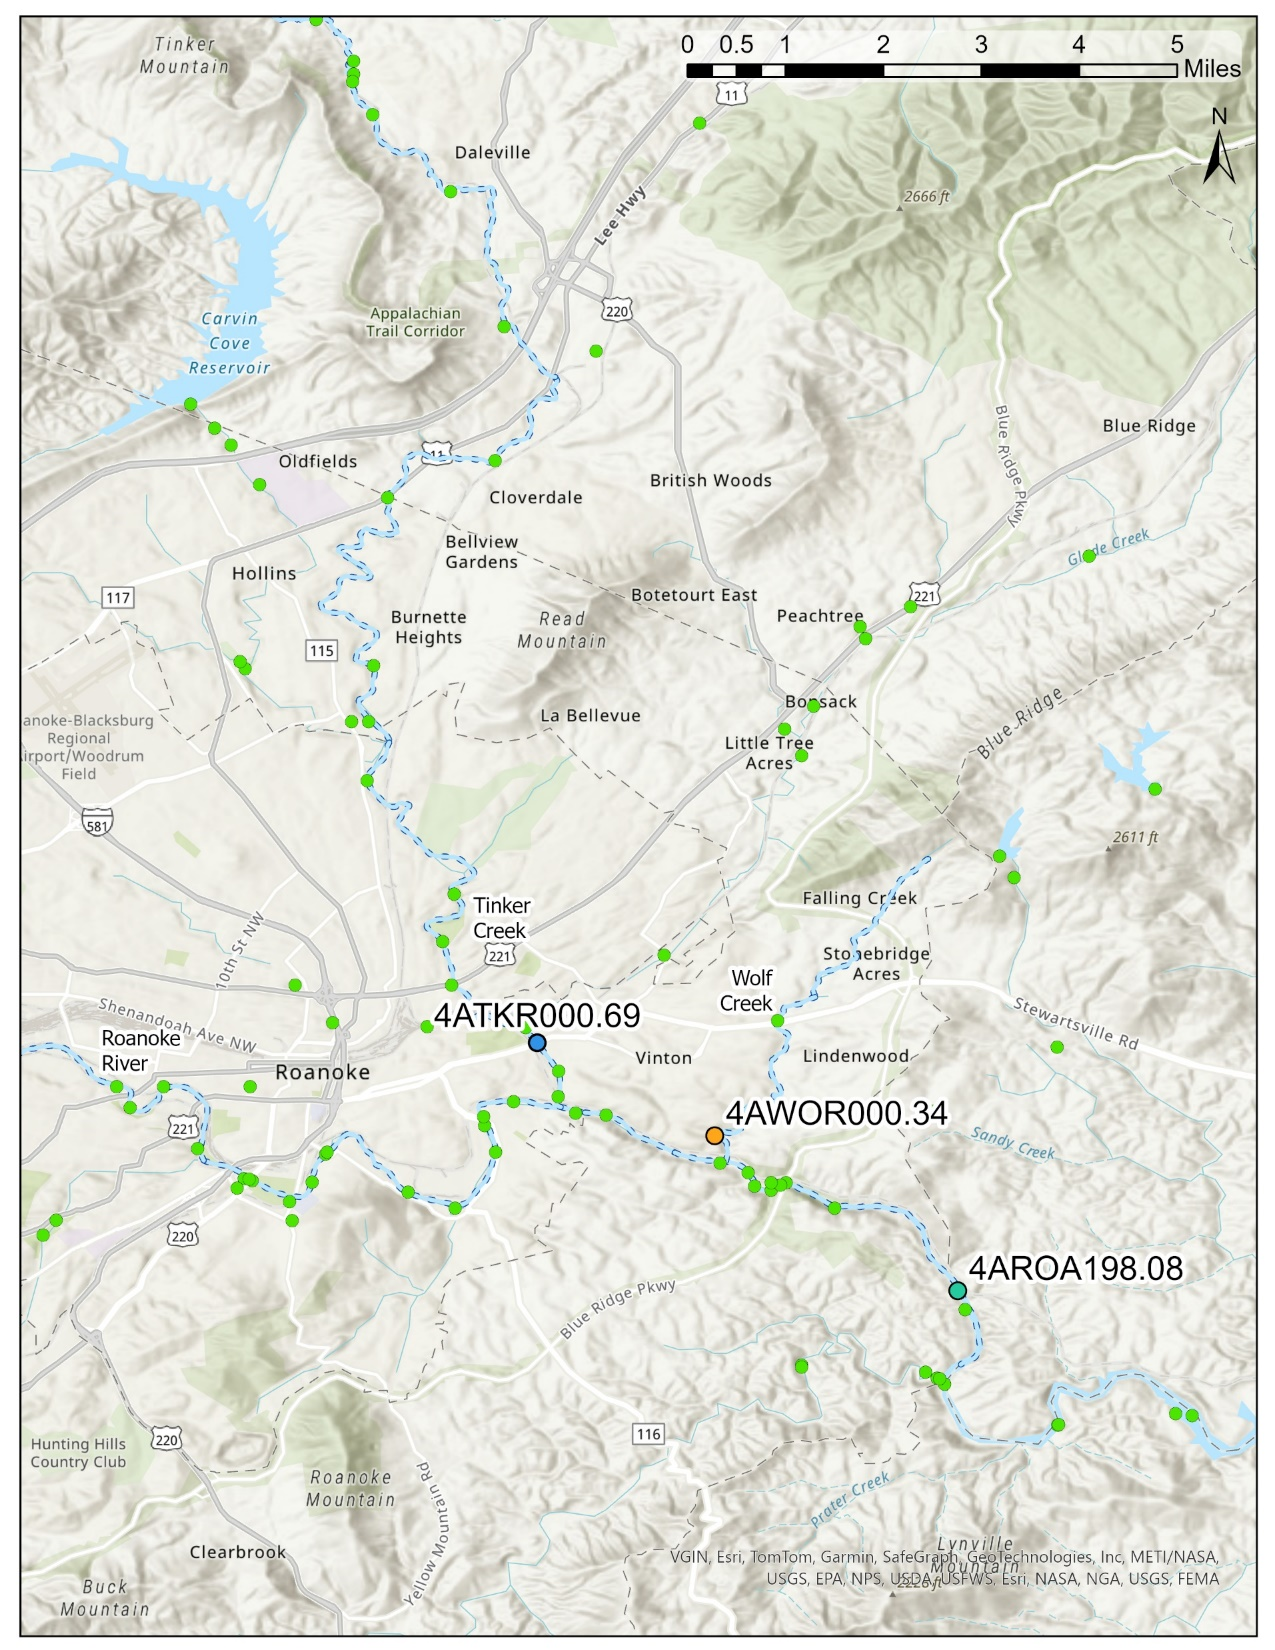 Tinker
Mountain
0 0.5 1 2 3 4 5
Miles
11
N
Daleville
2666 ft
Lee Hwy
220
Appalachian
Trail Corridor
Carvin
Cove
Reservoir
Blue Ridge
Blue Ridge Pkwy
11
Oldfields
British Woods
Cloverdale
Bellview
Gardens
Glade Creek
Hollins
117
Botetourt East
221
Peachtree
Burnette
Heights
Read
Mountain
115
Bonsack
Blue Ridge
La Bellevue
anoke-Blacksburg
Regional
irport/Woodrum
Field
Little Tree
Acres
581
2611 ft
Falling Creek
Tinker
Creek
221
10th St NW
Stonebridge
Acres
Wolf
Creek
4ATKR000.69
Shenandoah Ave NW
Stewartsville Rd
Roanoke
River
Vinton
Lindenwood
Roanoke
4AWOR000.34
221
Sandy Creek
220
4AROA198.08
Blue Ridge Pkwy
116
220
Hunting Hills
Country Club
Roanoke
Mountain
Yellow Mountain Rd
Prater Creek
Clearbrook
Lynville
Mountain
VGIN, Esri, TomTom, Garmin, SafeGraph, GeoTechnologies, Inc, METI/NASA,
USGS, EPA, NPS, USDA, USFWS, Esri, NASA, NGA, USGS, FEMA
Buck
Mountain